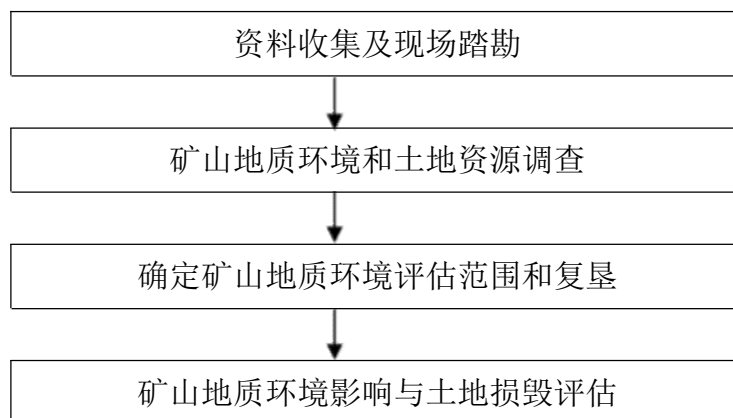 资料收集及现场踏勘
矿山地质环境和土地资源调查
确定矿山地质环境评估范围和复垦
矿山地质环境影响与土地损毁评估